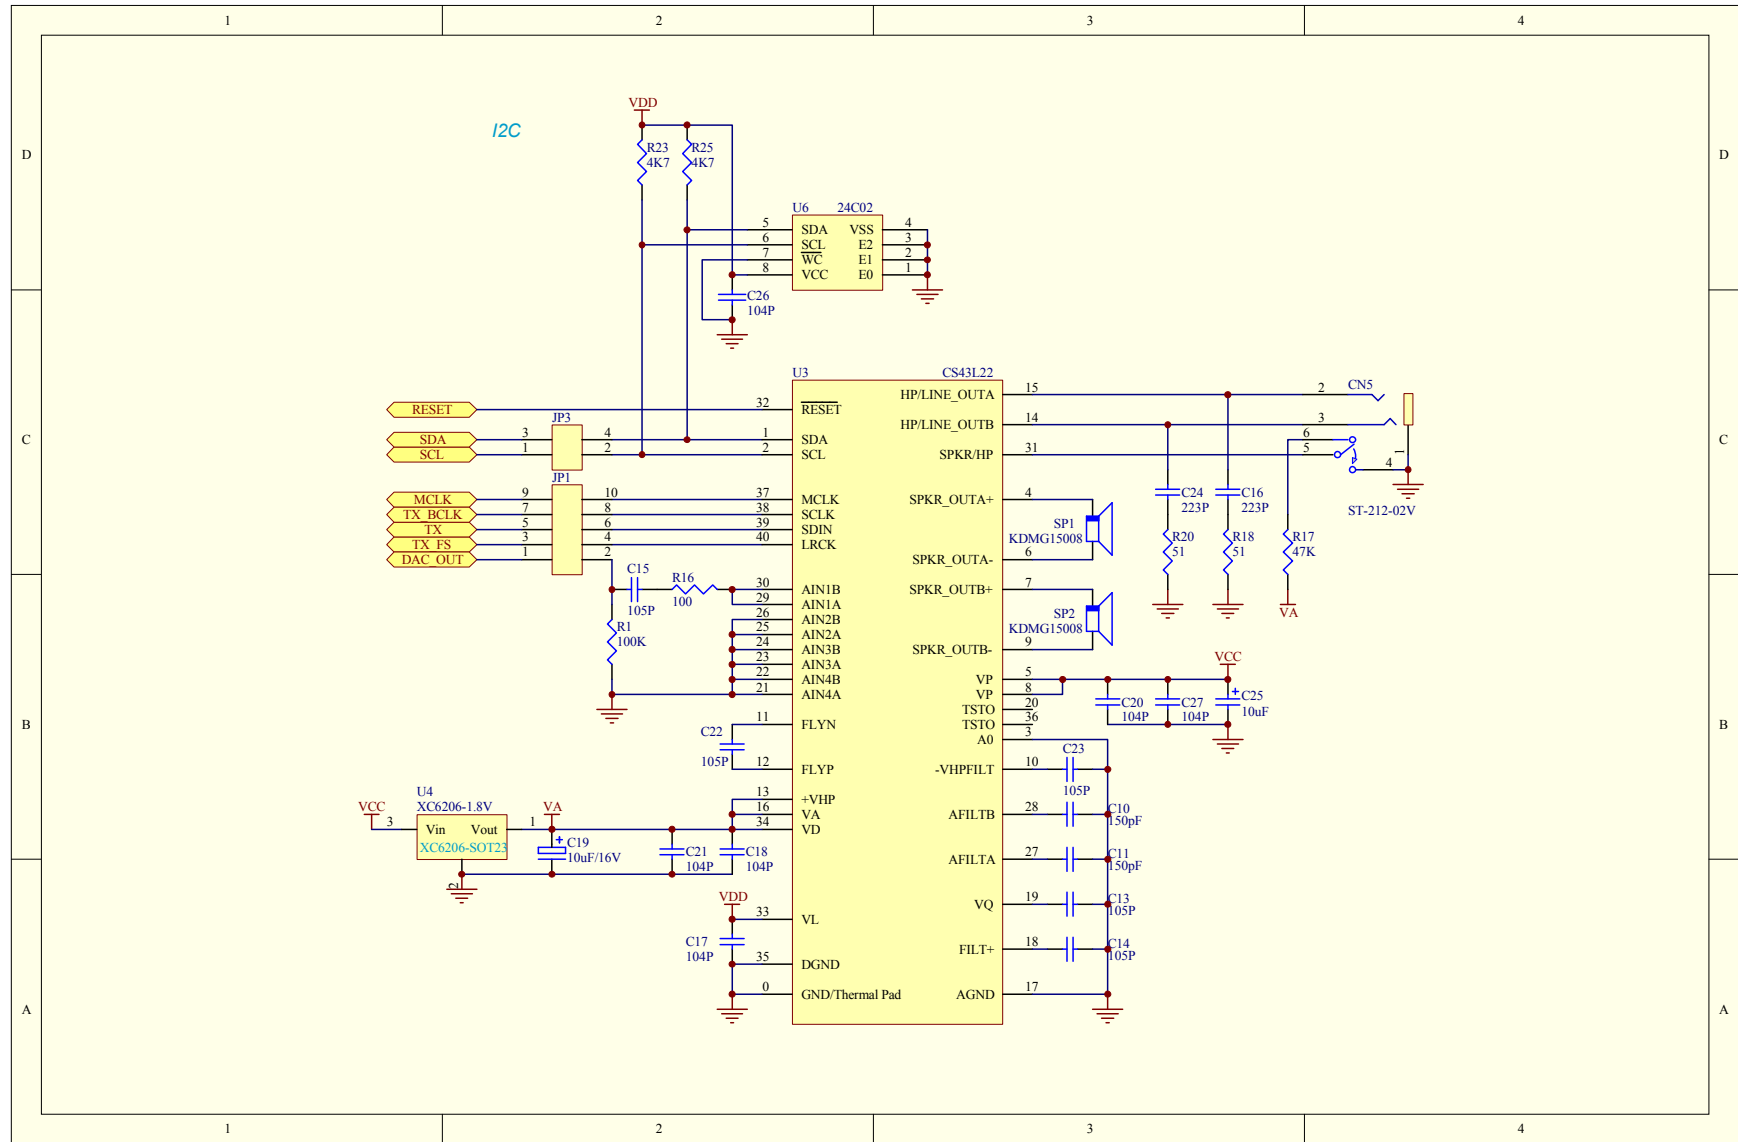 1 2 3 4
D D
I2C
VDD
R23 4K7
R25 4K7
U6 24C02
5 SDA VSS 4
6 SCL E2 3
7 WC E1 2
8 VCC E0 1
C26
104P
C C
U3 CS43L22
RESET 32 RESET
JP3
SDA 3 4 1 SDA
SCL 1 2 2 SCL
JP1
MCLK 9 10 37 MCLK
TX_BCLK 7 8 38 SCLK
TX 5 6 39 SDIN
TX_FS 3 4 40 LRCK
DAC_OUT 1 2
C15
105P
R16
100
R1
100K
30 AIN1B
29 AIN1A
26 AIN2B
25 AIN2A
24 AIN3B
23 AIN3A
22 AIN4B
21 AIN4A
11 FLYN
C22
105P
12 FLYP
13 +VHP
16 VA
34 VD
U4
XC6206-1.8V
VCC
3 Vin Vout 1
XC6206-SOT23
2
VA
+
C19
10uF/16V
C21
104P
C18
104P
VDD
33 VL
C17
104P
35 DGND
0 GND/Thermal Pad
HP/LINE_OUTA 15
HP/LINE_OUTB 14
SPKR/HP 31
SPKR_OUTA+ 4
SP1
KDMG15008
SPKR_OUTA- 6
SPKR_OUTB+ 7
SP2
KDMG15008
SPKR_OUTB- 9
2 CN5
3
6
5
4
1
ST-212-02V
C24
223P
C16
223P
R20
51
R18
51
R17
47K
VA
VCC
VP 5
VP 8
TSTO 20
TSTO 36
A0 3
C20
104P
C27
104P
+
C25
10uF
-VHPFILT 10
C23
105P
AFILTB 28
C10
150pF
AFILTA 27
C11
150pF
VQ 19
C13
105P
FILT+ 18
C14
105P
AGND 17
B B
A A
1 2 3 4